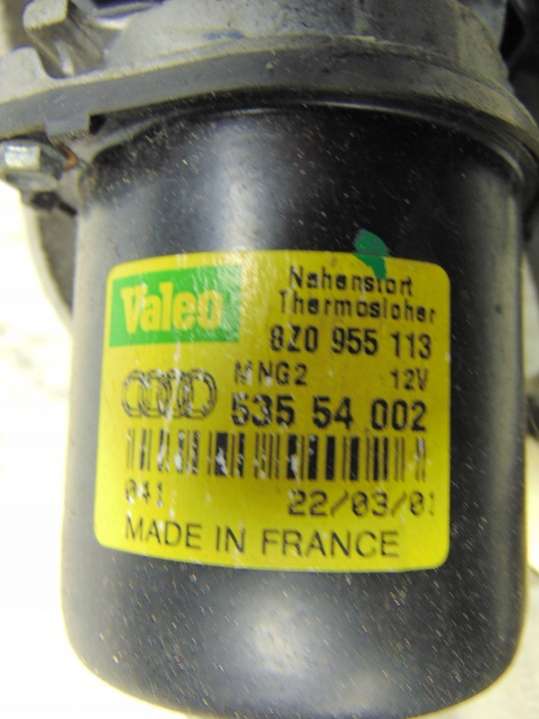 Valeo
Nahenstort
Thermosicher
8Z0 955 113
MNG2 12V
535 54 002
041
22/03/01
MADE IN FRANCE